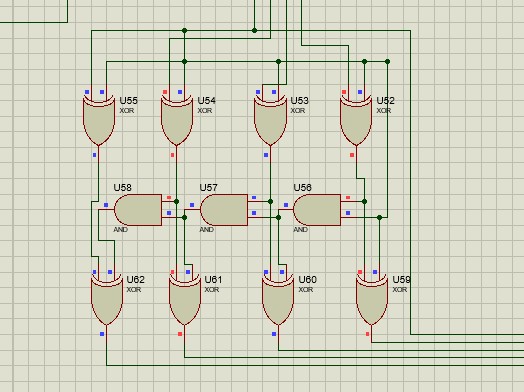 U55
XOR
U54
XOR
U53
XOR
U52
XOR
U58
AND
U57
AND
U56
AND
U62
XOR
U61
XOR
U60
XOR
U59
XOR